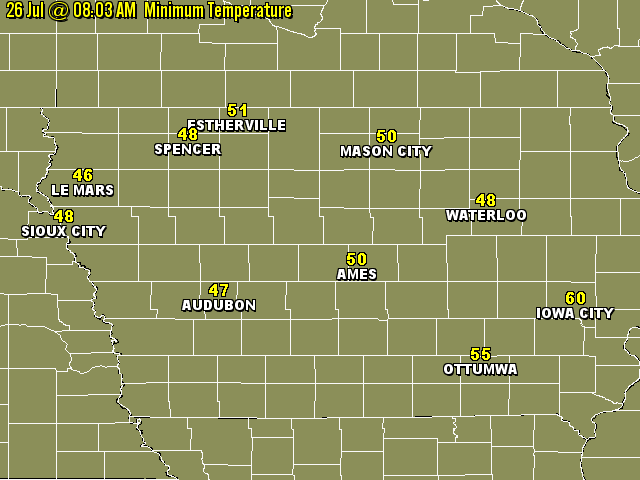 26 Jul @ 08:03 AM Minimum Temperature
51
ESTHERVILLE
48
SPENCER
50
MASON CITY
46
LE MARS
48
WATERLOO
48
SIOUX CITY
50
AMES
47
AUDUBON
60
IOWA CITY
55
OTTUMWA